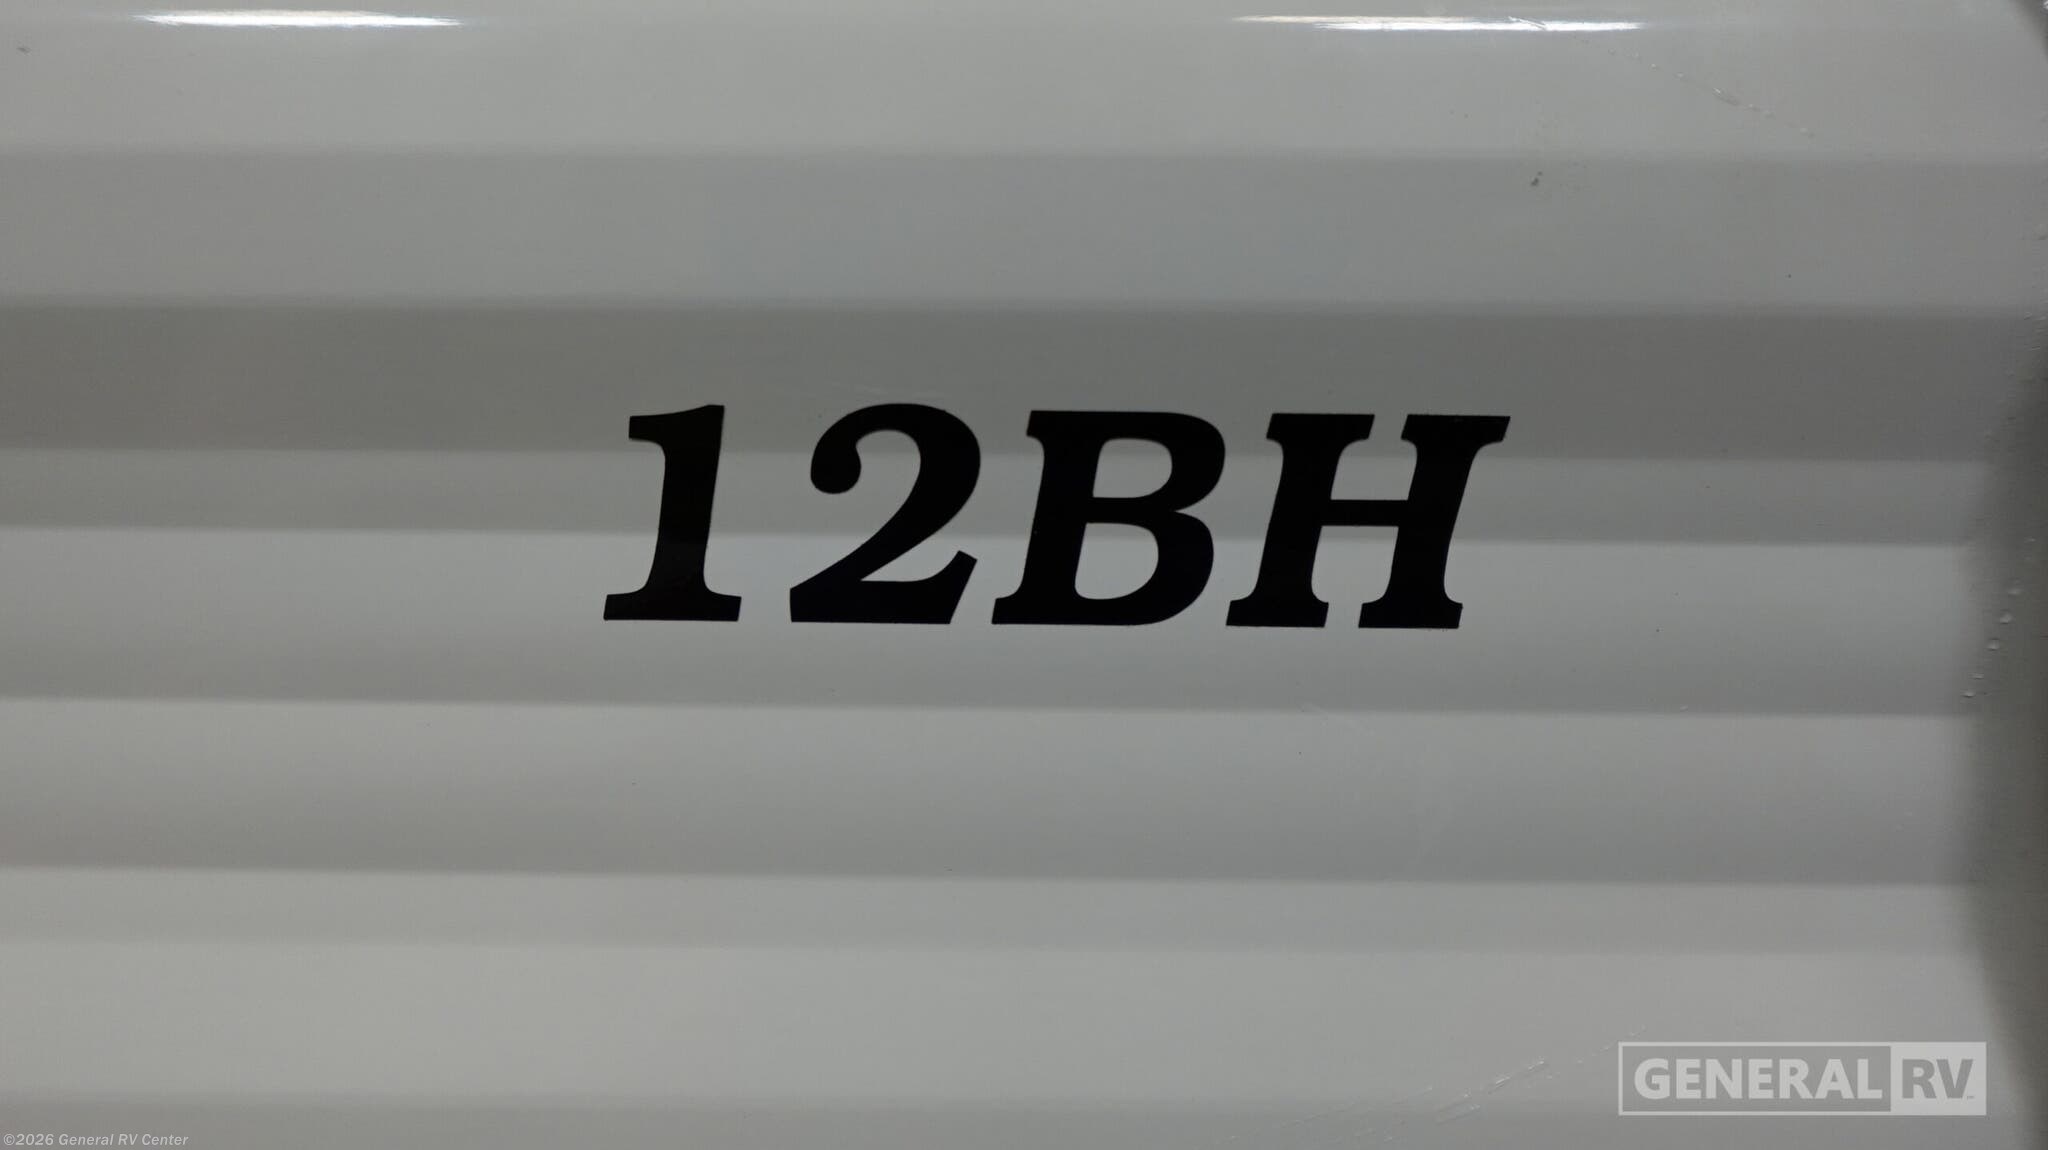 12BH
GENERAL RV
©2026 General RV Center